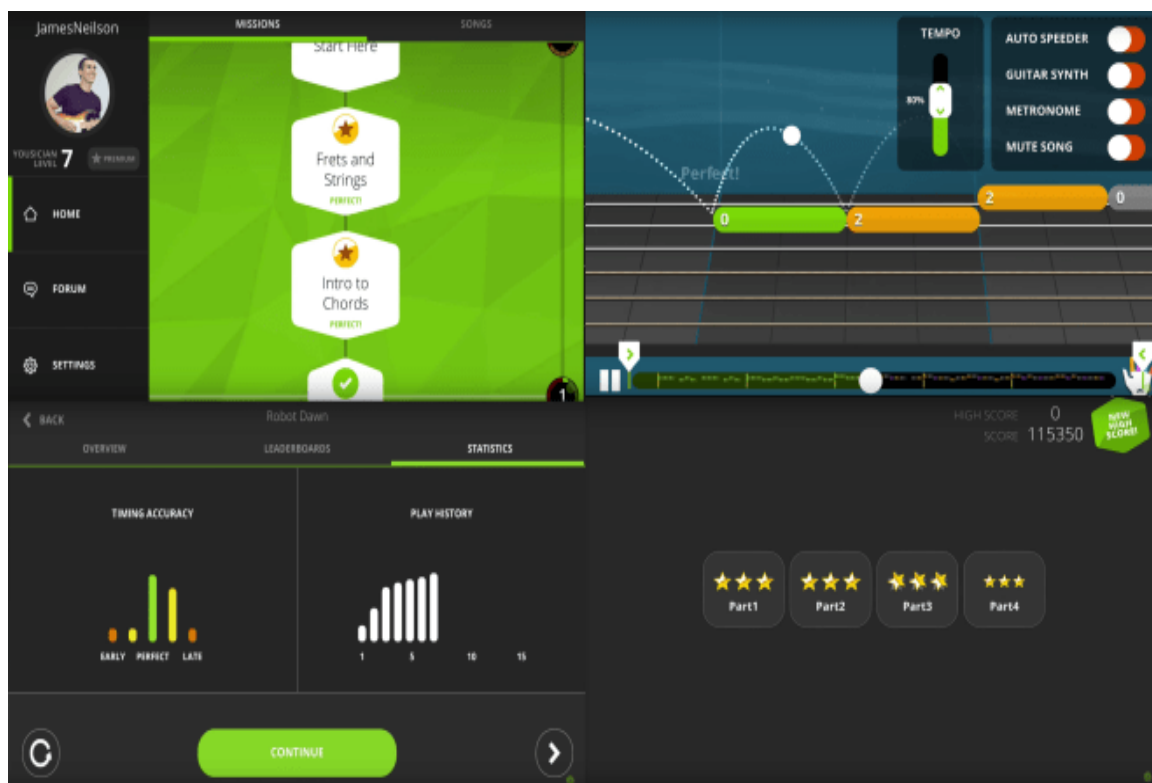 JamesNeilson
YOUSICIAN
LEVEL 7
PREMIUM
HOME
FORUM
SETTINGS
MISSIONS
SONGS
Start Here
Frets and
Strings
PERFECT!
Intro to
Chords
PERFECT!
1
TEMPO
80%
AUTO SPEEDER
GUITAR SYNTH
METRONOME
MUTE SONG
Perfect!
2 0
0 2
BACK
Robot Dawn
OVERVIEW
LEADERBOARDS
STATISTICS
TIMING ACCURACY
EARLY PERFECT LATE
PLAY HISTORY
1 5 10 15
CONTINUE
HIGH SCORE 0
SCORE 115350
NEW
HIGH
SCORE!
Part1
Part2
Part3
Part4